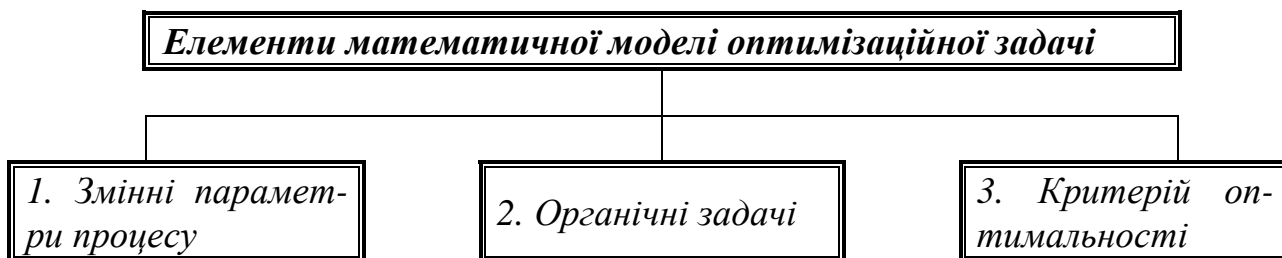 Елементи математичної моделі оптимізаційної задачі
1. Змінні парамет-
ри процесу
2. Органічні задачі
3. Критерій оп-
тимальності